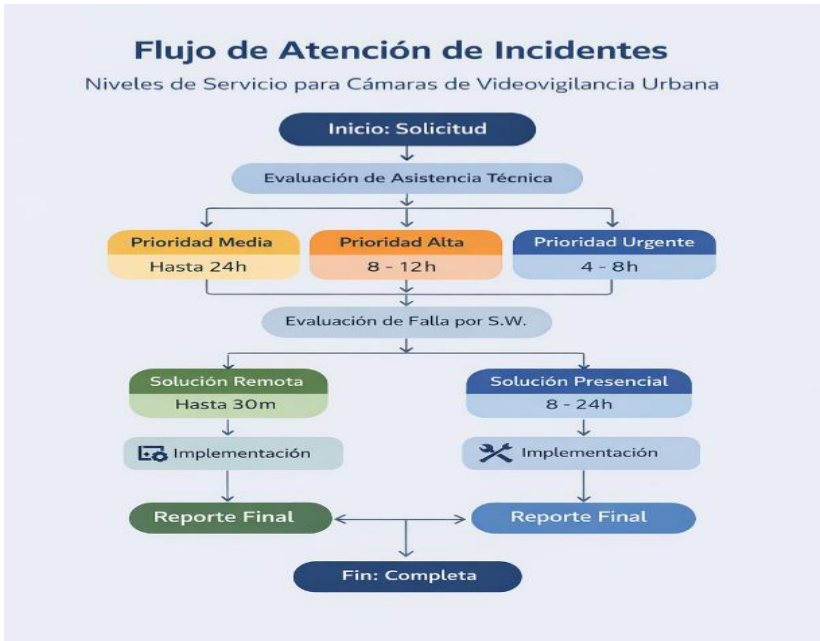 Flujo de Atención de Incidentes
Niveles de Servicio para Cámaras de Videovigilancia Urbana
Inicio: Solicitud
Evaluación de Asistencia Técnica
Prioridad Media
Hasta 24h
Prioridad Alta
8 - 12h
Prioridad Urgente
4 - 8h
Evaluación de Falla por S.W.
Solución Remota
Hasta 30m
Solución Presencial
8 - 24h
Implementación
Implementación
Reporte Final
Reporte Final
Fin: Completa